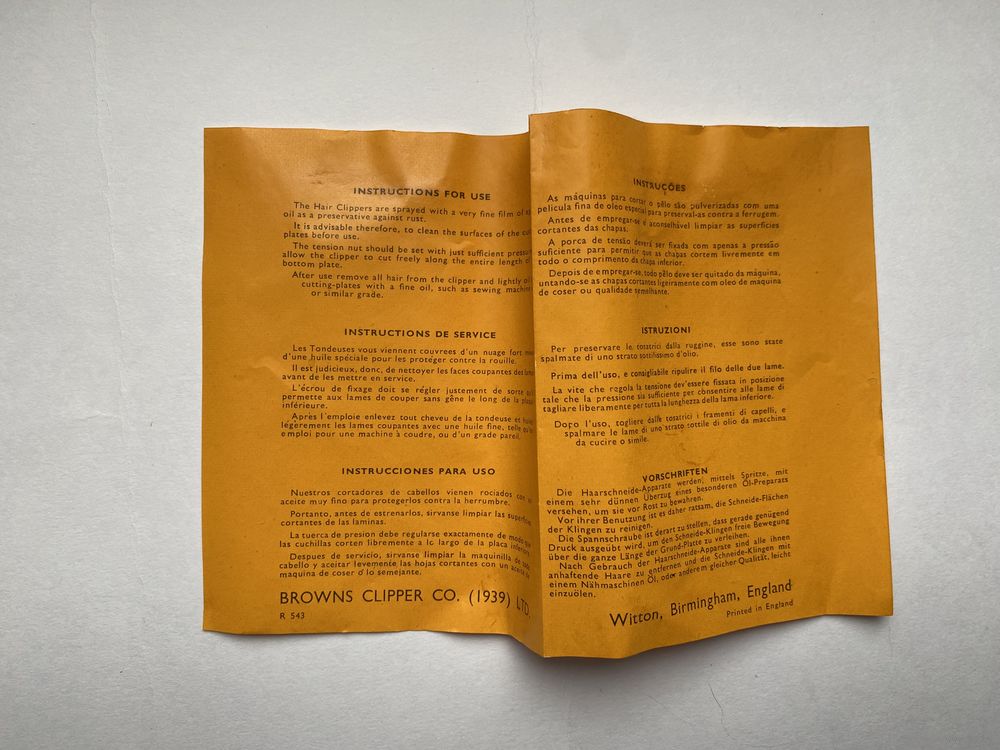 INSTRUCTIONS FOR USE
The Hair Clippers are sprayed with a very fine film of
oil as a preservative against rust.
It is advisable therefore, to clean the surfaces of the
plates before use.
The tension nut should be set with just sufficient
allow the clipper to cut freely along the entire length
bottom plate.
After use remove all hair from the clipper and lightly
cutting-plates with a fine oil, such as sewing
or similar grade.
INSTRUCTIONS DE SERVICE
Les Tondeuses vous viennent couvrees d'un nuage fort
d'une huile spéciale pour les protéger contre la rouille.
Il est judicieux, donc, de nettoyer les faces coupantes des
avant de les mettre en service.
L'écrou de fixage doit se régler justement de sorte
permette aux lames de couper sans gêne le long de la
inférieure.
Après l'emploie enlevez tout cheveu de la tondeuse et
légèrement les lames coupantes avec une huile fine, telle
emploi pour une machine à coudre, ou d'un grade pareil.
INSTRUCCIONES PARA USO
Nuestros cortadores de cabellos vienen rociados con
aceite muy fino para protegerlos contra la herrumbre.
Portanto, antes de estrenarlos, sirvanse limpiar las
cortantes de las laminas.
La tuerca de presion debe regularse exactamente de modo
las cuchillas corten libremente a lo largo de la placa
Despues de servicio, sirvanse limpiar la maquinilla de
cabello y aceitar levemente las hojas cortantes con un aceite
maquina de coser o lo semejante.
BROWNS CLIPPER CO. (1939) LTD.
R 543
INSTRUÇÕES
As máquinas para cortar o pêlo são pulverizadas com uma
pelicula fina de oleo especial para preserval-as contra a ferrugem.
Antes de empregar-se é aconselhável limpiar as superficies
cortantes das chapas.
A porca de tensão deverá ser fixada com apenas a pressão
suficiente para permitir que as chapas cortem livremente em
todo o comprimento da chapa inferior.
Depois de empregar-se, todo pêlo deve ser quitado da máquina,
untando-se as chapas cortantes ligeiramente com oleo de maquina
de coser ou qualidade semelhante.
ISTRUZIONI
Per preservare le tosatrici dalla ruggine, esse sono state
spalmate di uno strato sottilissimo d'olio.
Prima dell'uso, e consigliabile ripulire il filo delle due lame.
La vite che regola la tensione dev'essere fissata in posizione
tale che la pressione sia sufficiente per consentire alle lame di
tagliare liberamente per tutta la lunghezza della lama inferiore.
Dopo l'uso, togliere dalle tosatrici i framenti di capelli, e
spalmare le lame di uno strato sottile di olio da macchina
da cucire o simile.
VORSCHRIFTEN
Die Haarschneide-Apparate werden, mittels Spritze, mit
einem sehr dünnen Überzug eines besonderen Öl-Preparats
versehen, um sie vor Rost zu bewahren.
Vor ihrer Benutzung ist es daher ratsam, die Schneide-Flächen
der Klingen zu reinigen.
Die Spannschraube ist derart zu stellen, dass gerade genügend
Druck ausgeübt wird, um den Schneide-Klingen freie Bewegung
über die ganze Länge der Grund-Platte zu verleihen.
Nach Gebrauch der Haarschneide-Apparate sind alle ihnen
anhaftende Haare zu entfernen und die Schneide-Klingen mit
einem Nähmaschinen Öl, oder anderem gleicher Qualität, leicht
einzuölen.
Witton, Birmingham, England
Printed in England